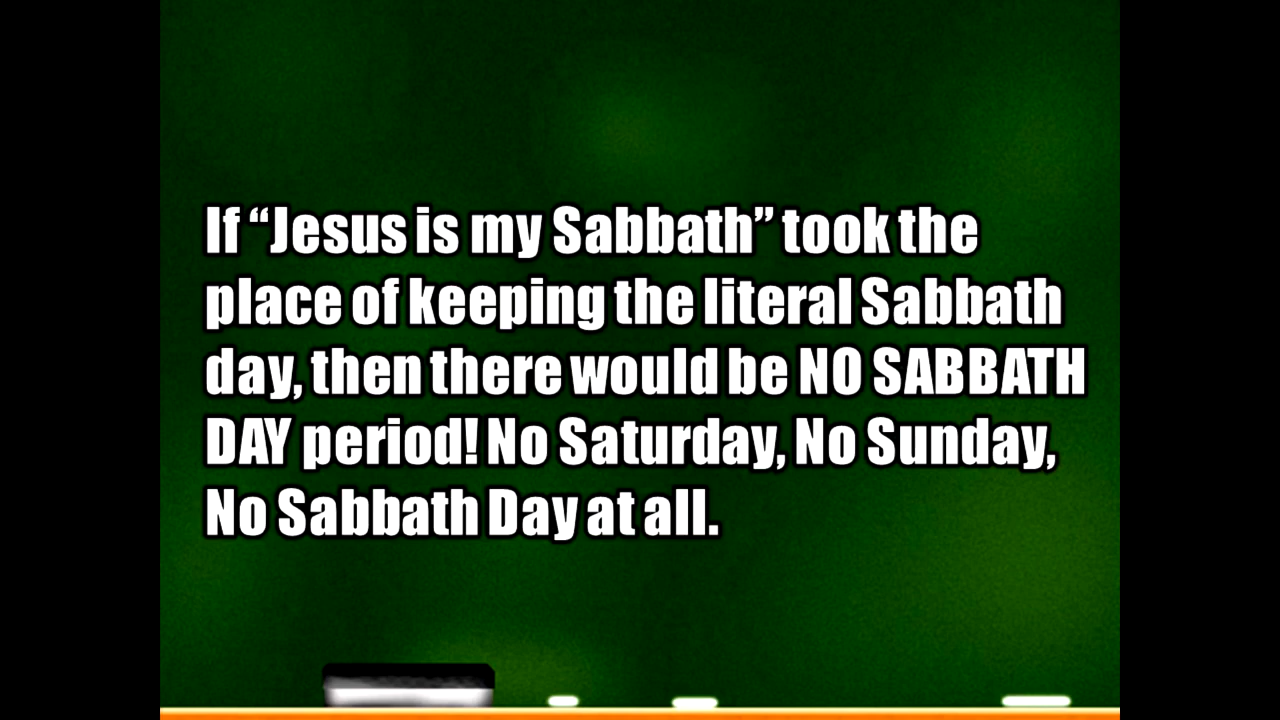 If “Jesus is my Sabbath” took the
place of keeping the literal Sabbath
day, then there would be NO SABBATH
DAY period! No Saturday, No Sunday,
No Sabbath Day at all.